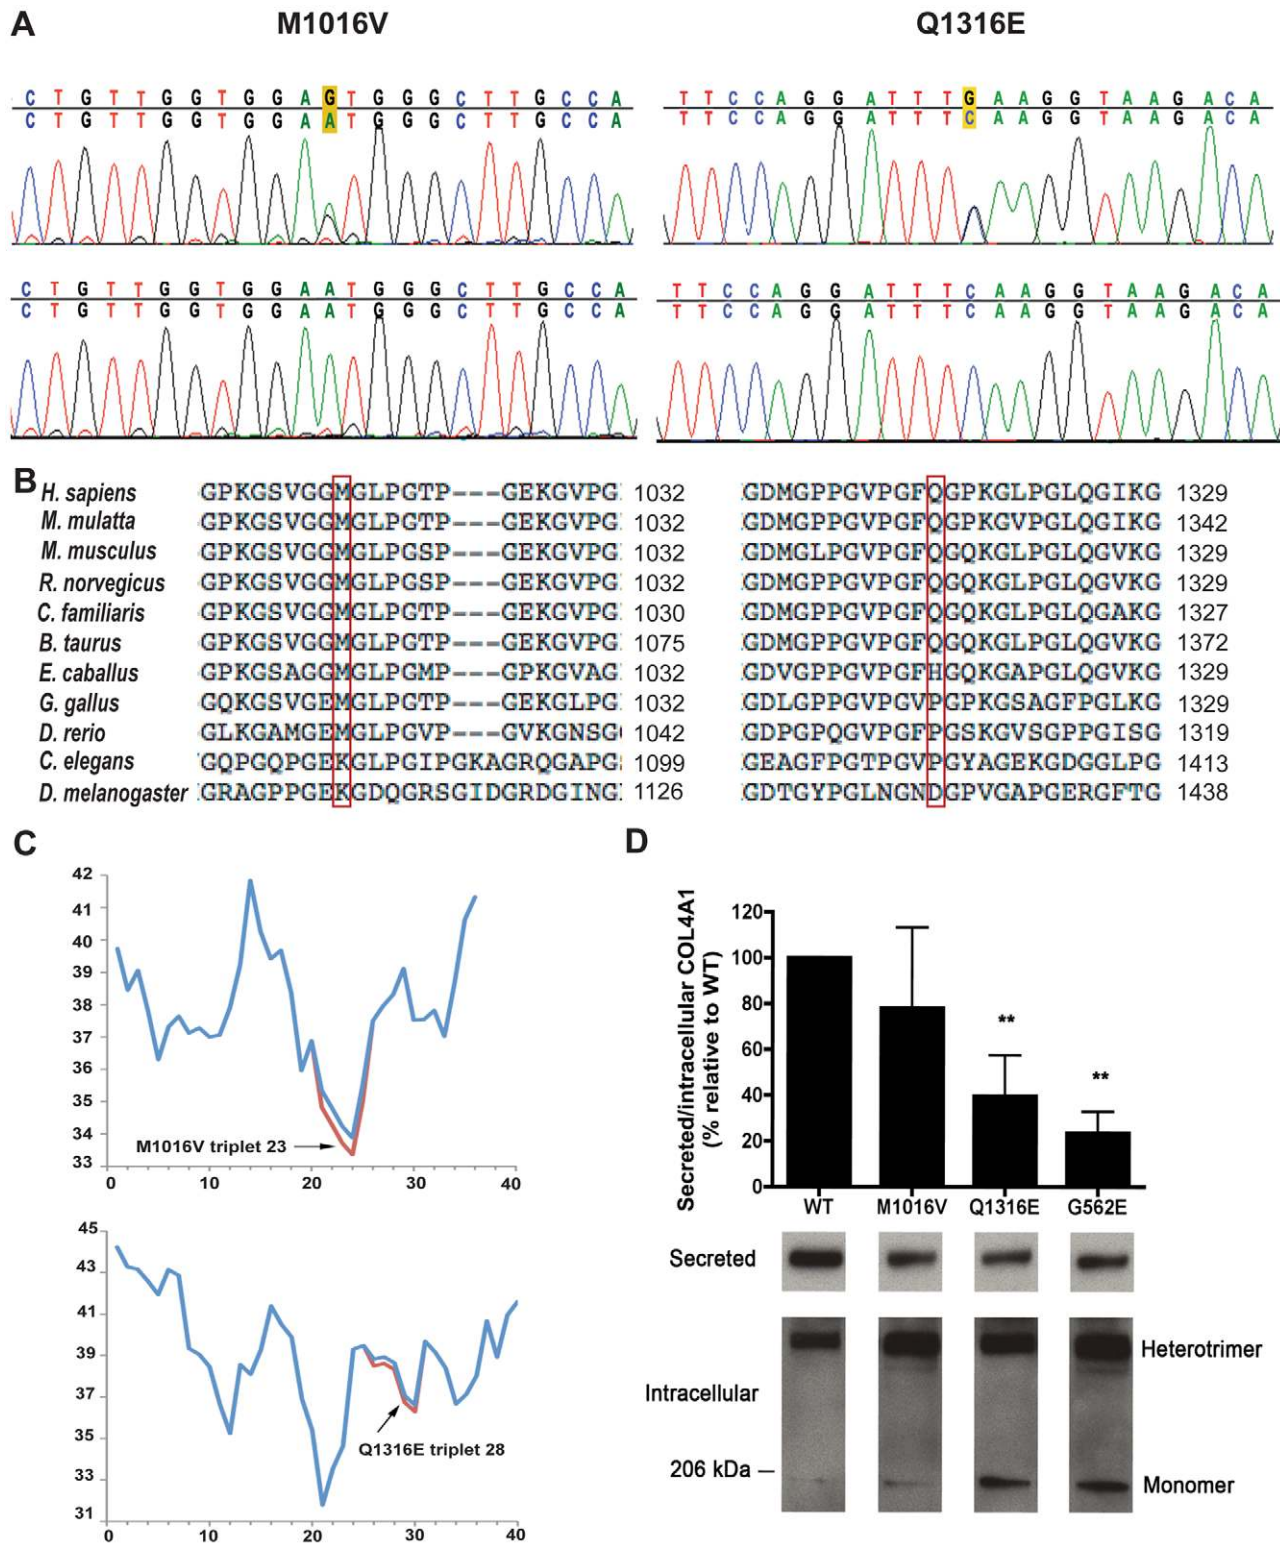 A
M1016V
Q1316E
C T G T T G G T G G A G T G G G C T T G C C A
C T G T T G G T G G A A T G G G C T T G C C A
T T C C A G G A T T T G A A G G T A A G A C A
T T C C A G G A T T T C A A G G T A A G A C A
C T G T T G G T G G A A T G G G C T T G C C A
C T G T T G G T G G A A T G G G C T T G C C A
T T C C A G G A T T T C A A G G T A A G A C A
T T C C A G G A T T T C A A G G T A A G A C A
B
H. sapiens GPKGSVGGMGLPGTP---GEKGVPG 1032 GDMGPPGVPGFQGPKGLPGLQGIKG 1329
M. mulatta GPKGSVGGMGLPGTP---GEKGVPG 1032 GDMGPPGVPGFQGPKGVPGLQGIKG 1342
M. musculus GPKGSVGGMGLPGSP---GEKGVPG 1032 GDMGLPGVPGFQGQKGLPGLQGVKG 1329
R. norvegicus GPKGSVGGMGLPGSP---GEKGVPG 1032 GDMGPPGVPGFQGQKGLPGLQGVKG 1329
C. familiaris GPKGSVGGMGLPGTP---GEKGVPG 1030 GDMGPPGVPGFQGQKGLPGLQGAKG 1327
B. taurus GPKGSVGGMGLPGTP---GEKGVPG 1075 GDMGPPGVPGFQGQKGLPGLQGVKG 1372
E. caballus GPKGSAGGMGLPGMP---GPKGVAG 1032 GDVGPPGVPGFHGQKGAPGLQGVKG 1329
G. gallus GQKGSVGEMGLPGTP---GEKGLPG 1032 GDLGPPGVPGVPGPKGSAGFPGLKG 1329
D. rerio GLKGAMGEMGLPGVP---GVKGNSG 1042 GDPGPQGVPGFPGSKGVSGPPGISG 1319
C. elegans GQPGQPGEKGLPGIPGKAGRQGAPG 1099 GEAGFPGTPGVPGYAGEKGDGGLPG 1413
D. melanogaster GRAGPPGEKGDQGRSGIDGRDGING 1126 GDTGYPGLNGNDGPVGAPGERGFTG 1438
C
42
41
40
39
38
37
36
35
34
33
M1016V triplet 23
0 10 20 30 40
45
43
41
39
37
35
33
31
Q1316E triplet 28
0 10 20 30 40
D
Secreted/intracellular COL4A1
(% relative to WT)
120
100
80
60
40
20
0
**
**
WT M1016V Q1316E G562E
Secreted
Heterotrimer
Intracellular
206 kDa
Monomer